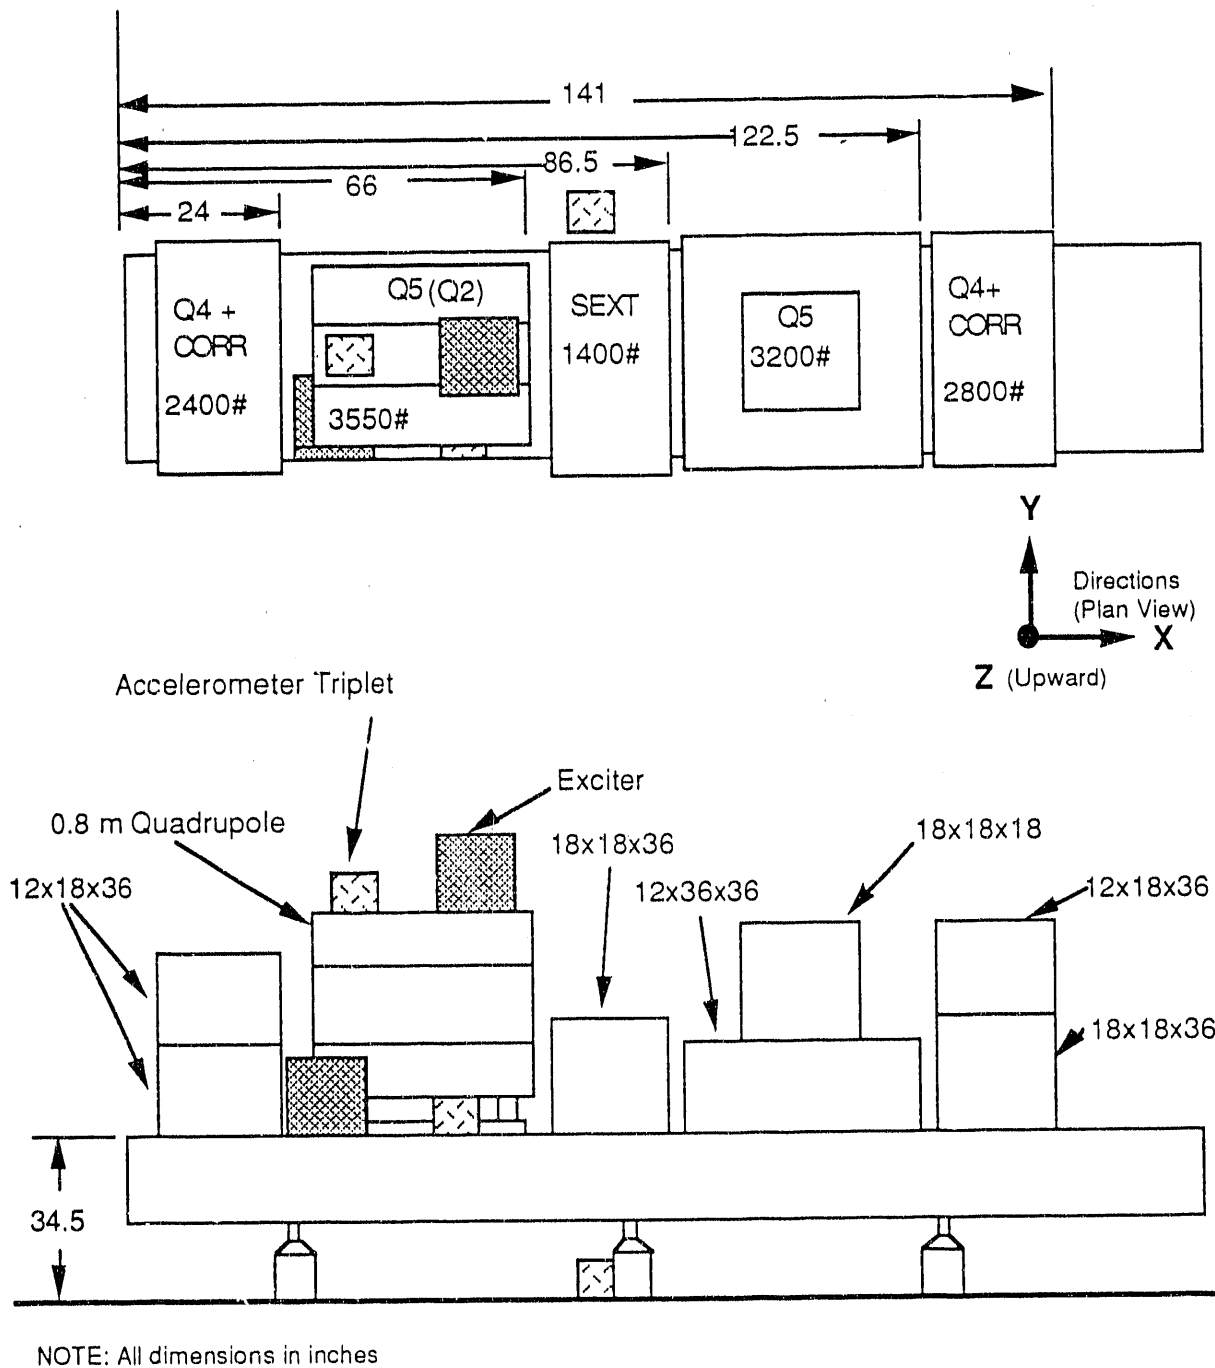 141
122.5
86.5
66
24
Q4 +
CORR
2400#
Q5 (Q2)
3550#
SEXT
1400#
Q5
3200#
Q4+
CORR
2800#
Y
Directions
(Plan View)
X
Z (Upward)
Accelerometer Triplet
Exciter
0.8 m Quadrupole
18x18x36
18x18x18
12x18x36
12x36x36
12x18x36
18x18x36
34.5
NOTE: All dimensions in inches